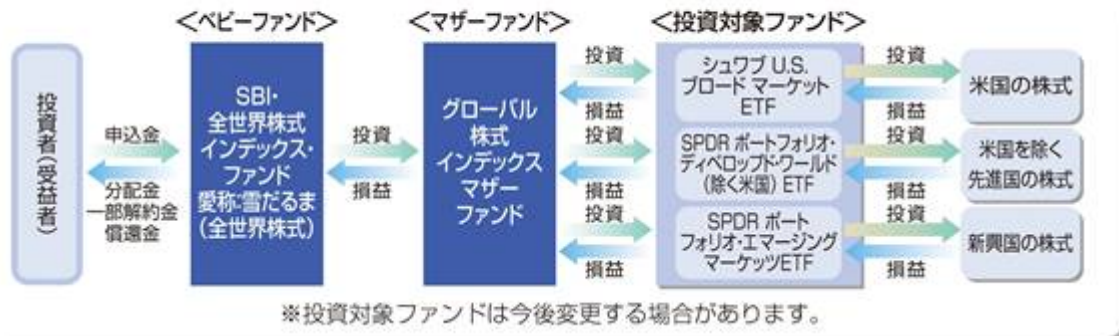 <ベビーファンド>
<マザーファンド>
<投資対象ファンド>
投資者(受益者)
申込金
分配金
一部解約金
償還金
SBI・
全世界株式
インデックス・
ファンド
愛称:雪だるま
(全世界株式)
投資
損益
グローバル
株式
インデックス
マザー
ファンド
投資
損益
投資
損益
投資
損益
シュワブ U.S.
ブロード マーケット
ETF
SPDR ポートフォリオ・
ディベロップド・ワールド
(除く米国)ETF
SPDR ポート
フォリオ・エマージング
マーケッツETF
投資
損益
投資
損益
投資
損益
米国の株式
米国を除く
先進国の株式
新興国の株式
※投資対象ファンドは今後変更する場合があります。